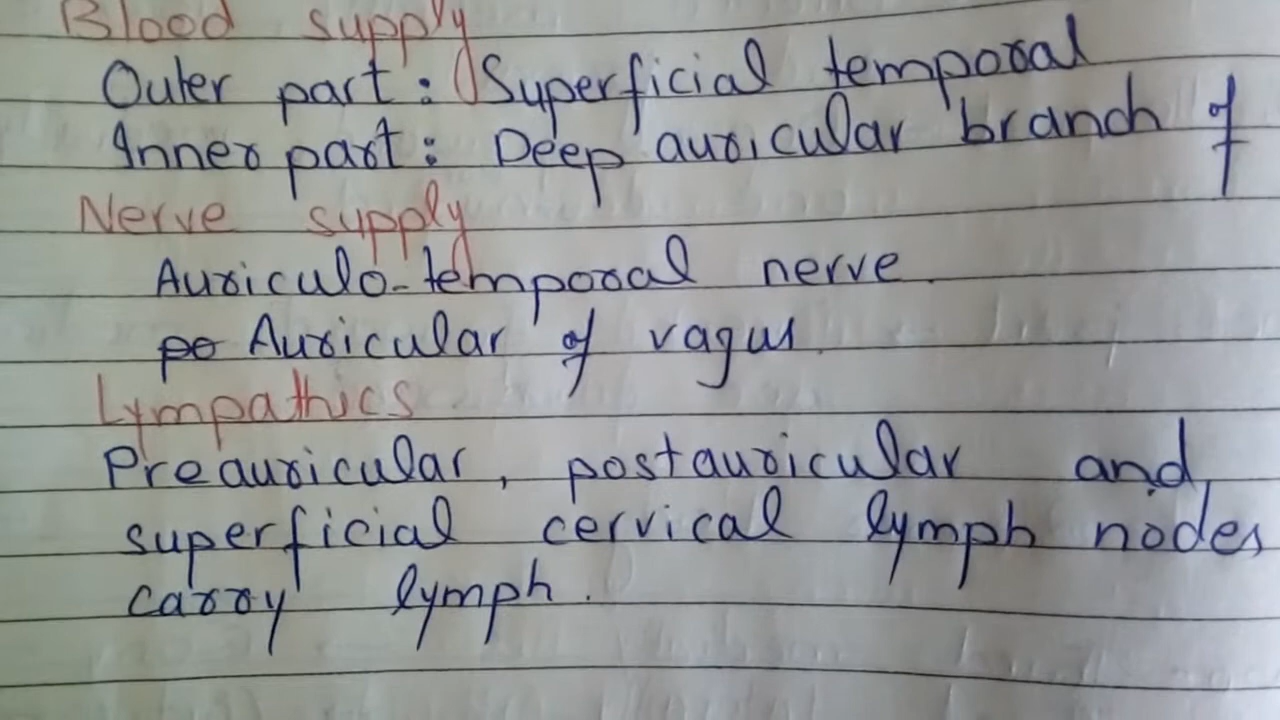 Blood supply
Outer part: Superficial temporal
Inner part: Deep auricular branch of
Nerve supply
Auriculo-temporal nerve.
po Auricular of vagus
Lympathics
Preauricular, postauricular and
superficial cervical lymph nodes
carry lymph.